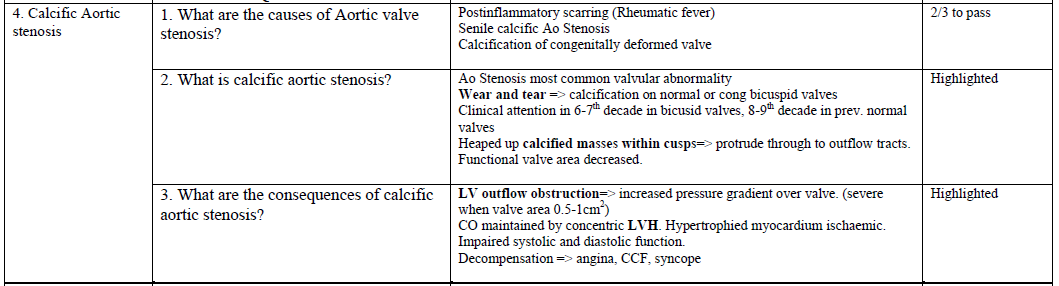 4. Calcific Aortic
stenosis
1. What are the causes of Aortic valve
stenosis?
Postinflammatory scarring (Rheumatic fever)
Senile calcific Ao Stenosis
Calcification of congenitally deformed valve
2/3 to pass
2. What is calcific aortic stenosis?
Ao Stenosis most common valvular abnormality
Wear and tear => calcification on normal or cong bicuspid valves
Clinical attention in 6-7th decade in bicusid valves, 8-9th decade in prev. normal
valves
Heaped up calcified masses within cusps=> protrude through to outflow tracts.
Functional valve area decreased.
Highlighted
3. What are the consequences of calcific
aortic stenosis?
LV outflow obstruction=> increased pressure gradient over valve. (severe
when valve area 0.5-1cm²)
CO maintained by concentric LVH. Hypertrophied myocardium ischaemic.
Impaired systolic and diastolic function.
Decompensation => angina, CCF, syncope
Highlighted